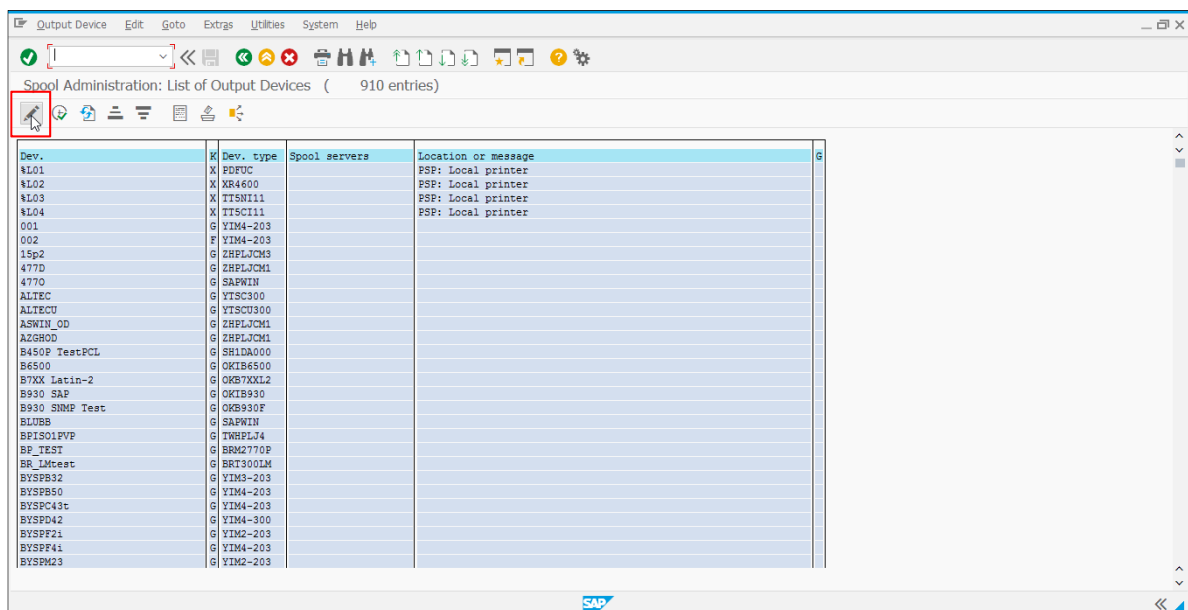 Output Device Edit Goto Extras Utilities System Help
Spool Administration: List of Output Devices ( 910 entries)
Dev. K Dev. type Spool servers Location or message G
%L01 X PDFUC PSP: Local printer
%L02 X XR4600 PSP: Local printer
%L03 X TT5NI11 PSP: Local printer
%L04 X TT5CI11 PSP: Local printer
001 G YIM4-203
002 F YIM4-203
15p2 G ZHPLJCM3
477D G ZHPLJCM1
477O G SAPWIN
ALTEC G YTSC300
ALTECU G YTSCU300
ASWIN_OD G ZHPLJCM1
AZGHOD G ZHPLJCM1
B450P TestPCL G SH1DA000
B6500 G OKIB6500
B7XX Latin-2 G OKB7XXL2
B930 SAP G OKIB930
B930 SNMP Test G OKB930F
BLUBB G SAPWIN
BPISO1PVP G TWHPLJ4
BP_TEST G BRM2770P
BR_LMtest G BRT300LM
BYSPB32 G YIM3-203
BYSPB50 G YIM4-203
BYSPC43t G YIM4-203
BYSPD42 G YIM4-300
BYSPF2i G YIM2-203
BYSPF4i G YIM4-203
BYSPM23 G YIM2-203
SAP